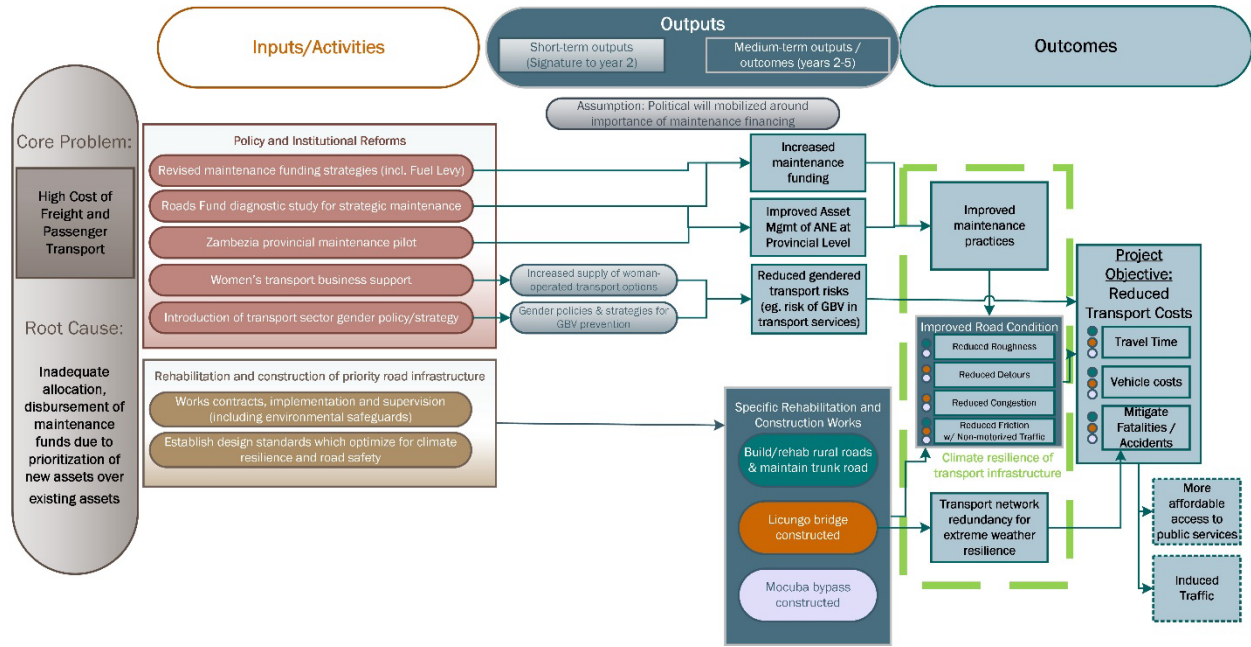 Inputs/Activities
Outputs
Short-term outputs
(Signature to year 2)
Medium-term outputs /
outcomes (years 2-5)
Outcomes
Core Problem:
High Cost of
Freight and
Passenger
Transport
Root Cause:
Inadequate
allocation,
disbursement of
maintenance
funds due to
prioritization of
new assets over
existing assets
Assumption: Political will mobilized around
importance of maintenance financing
Policy and Institutional Reforms
Revised maintenance funding strategies (incl. Fuel Levy)
Roads Fund diagnostic study for strategic maintenance
Zambezia provincial maintenance pilot
Women's transport business support
Introduction of transport sector gender policy/strategy
Increased supply of woman-
operated transport options
Gender policies & strategies for
GBV prevention
Increased
maintenance
funding
Improved Asset
Mgmt of ANE at
Provincial Level
Reduced gendered
transport risks
(eg. risk of GBV in
transport services)
Rehabilitation and construction of priority road infrastructure
Works contracts, implementation and supervision
(including environmental safeguards)
Establish design standards which optimize for climate
resilience and road safety
Specific Rehabilitation and
Construction Works
Build/rehab rural roads
& maintain trunk road
Licungo bridge
constructed
Mocuba bypass
constructed
Improved
maintenance
practices
Improved Road Condition
Reduced Roughness
Reduced Detours
Reduced Congestion
Reduced Friction
w/ Non-motorized Traffic
Climate resilience of
transport infrastructure
Transport network
redundancy for
extreme weather
resilience
Project
Objective:
Reduced
Transport Costs
Travel Time
Vehicle costs
Mitigate
Fatalities /
Accidents
More
affordable
access to
public services
Induced
Traffic